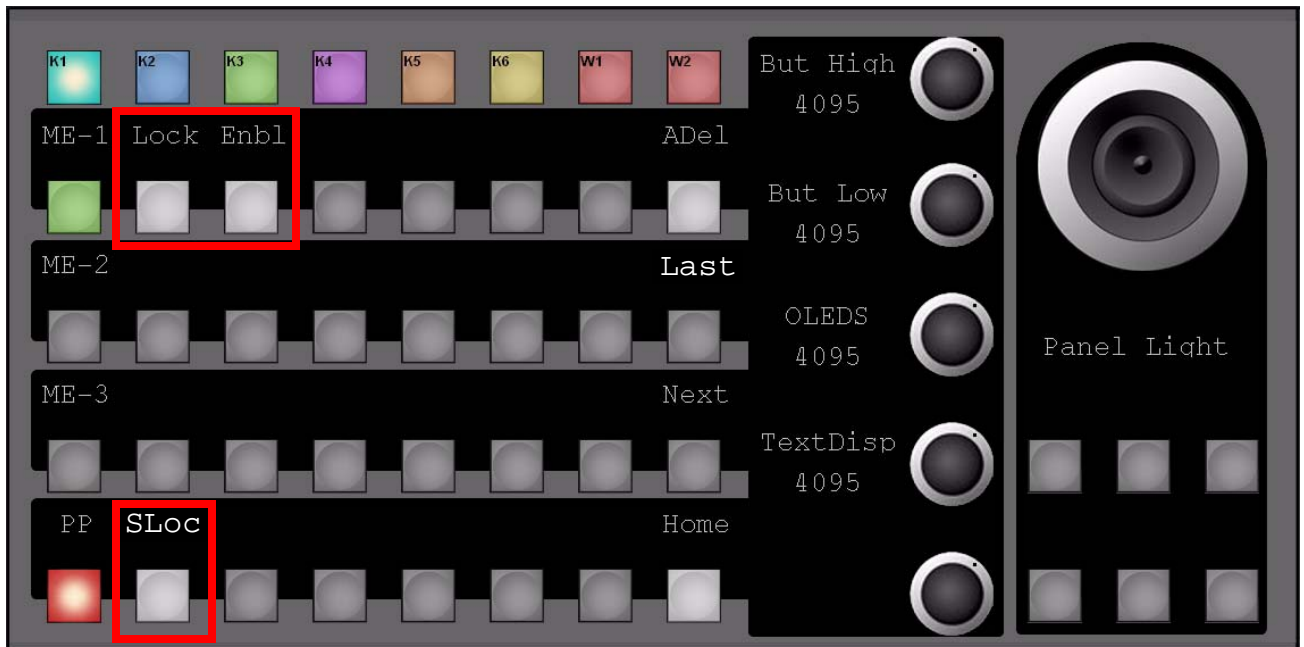 K1 K2 K3 K4 K5 K6 W1 W2
But High
4095
ME-1 Lock Enbl ADel
But Low
4095
ME-2 Last
OLEDS
4095
Panel Light
ME-3 Next
TextDisp
4095
PP SLoc Home